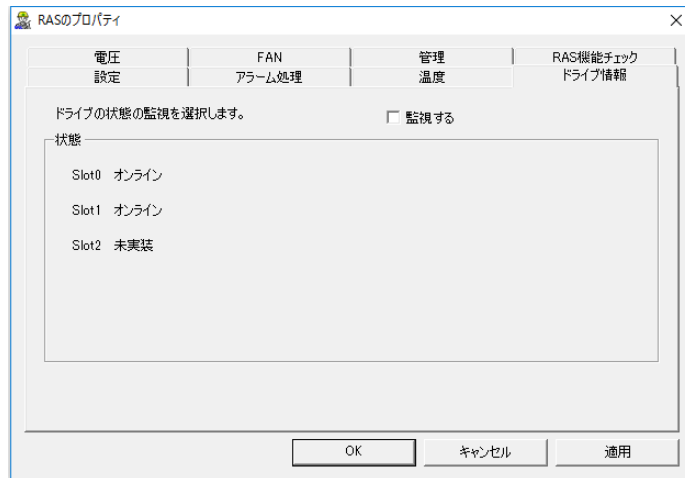 RASのプロパティ
電圧 FAN 管理 RAS機能チェック
設定 アラーム処理 温度 ドライブ情報
ドライブの状態の監視を選択します。 監視する
状態
Slot0 オンライン
Slot1 オンライン
Slot2 未実装
OK キャンセル 適用